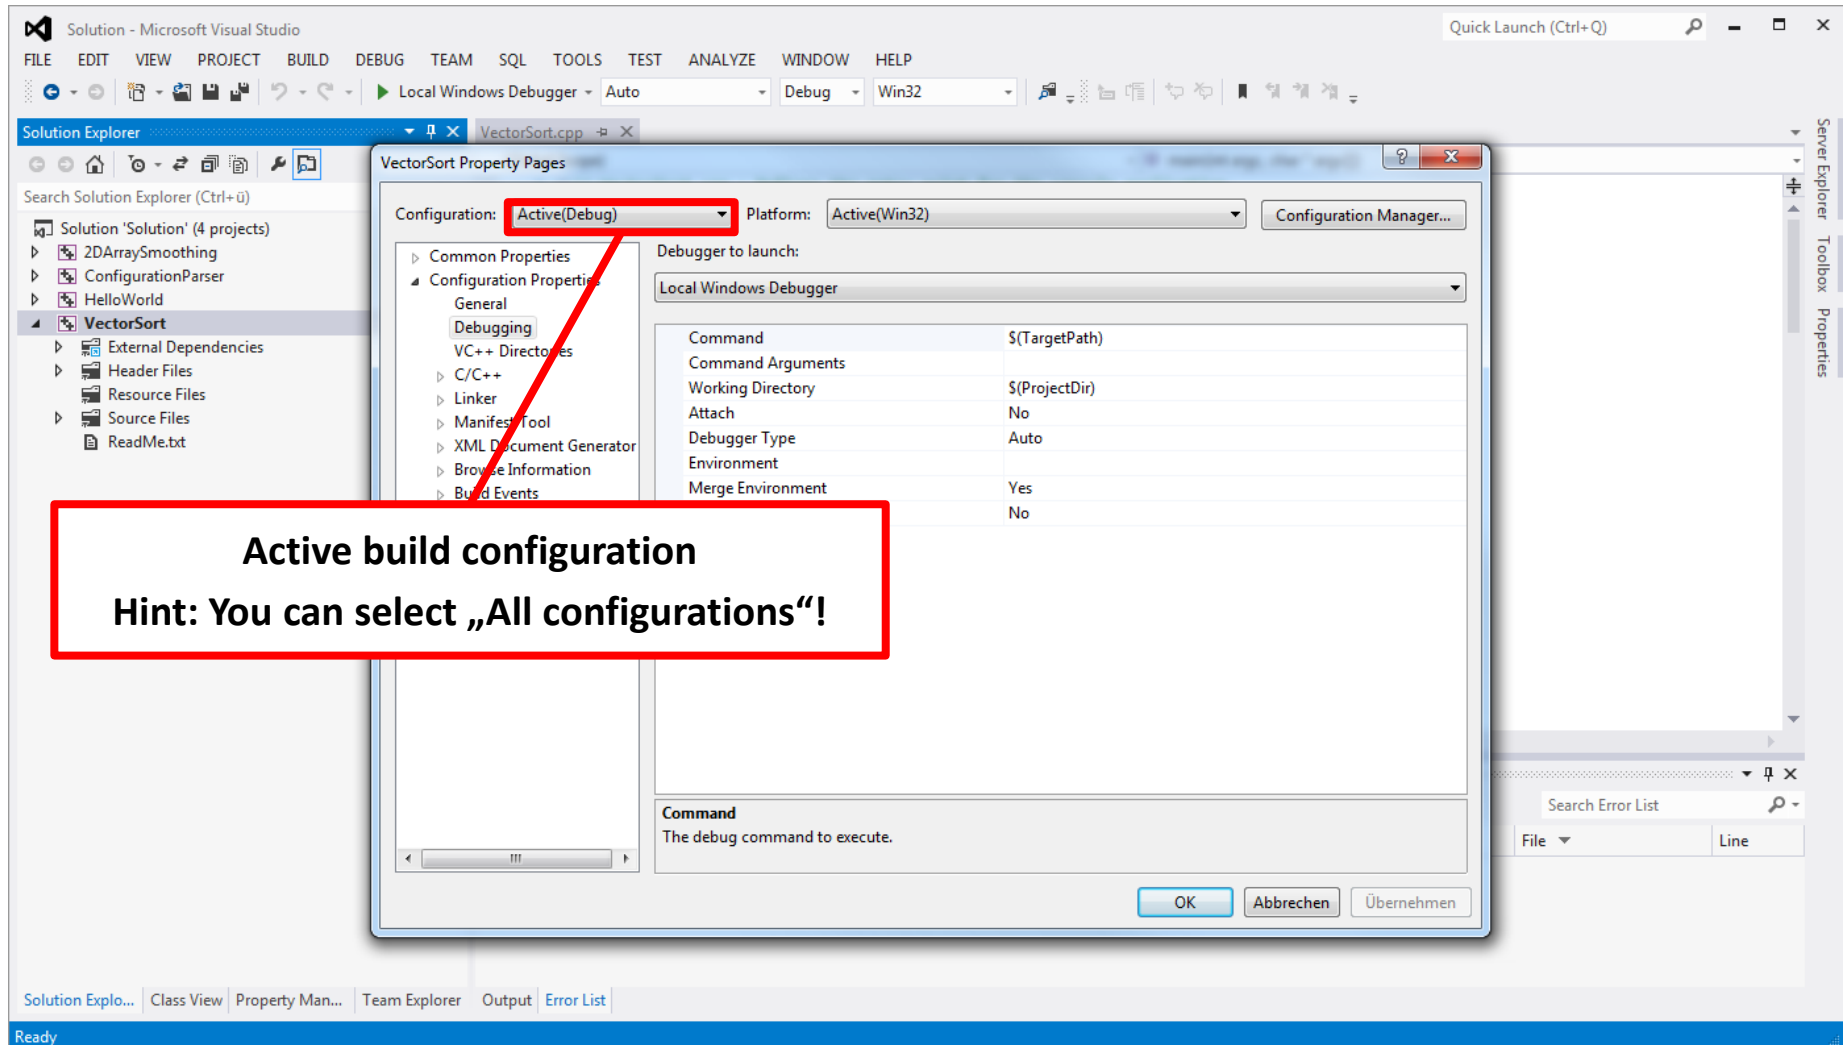 Solution - Microsoft Visual Studio
Quick Launch (Ctrl+Q)
FILE EDIT VIEW PROJECT BUILD DEBUG TEAM SQL TOOLS TEST ANALYZE WINDOW HELP
Local Windows Debugger Auto Debug Win32
Solution Explorer
VectorSort.cpp
Search Solution Explorer (Ctrl+ü)
Solution 'Solution' (4 projects)
2DArraySmoothing
ConfigurationParser
HelloWorld
VectorSort
External Dependencies
Header Files
Resource Files
Source Files
ReadMe.txt
VectorSort Property Pages
Configuration: Active(Debug) Platform: Active(Win32) Configuration Manager...
Common Properties
Configuration Properties
General
Debugging
VC++ Directories
C/C++
Linker
Manifest Tool
XML Document Generator
Browse Information
Build Events
Debugger to launch:
Local Windows Debugger
Command $(TargetPath)
Command Arguments
Working Directory $(ProjectDir)
Attach No
Debugger Type Auto
Environment
Merge Environment Yes
No
Active build configuration
Hint: You can select „All configurations“!
Command
The debug command to execute.
OK Abbrechen Übernehmen
Server Explorer
Toolbox
Properties
Search Error List
File Line
Solution Explo... Class View Property Man... Team Explorer Output Error List
Ready